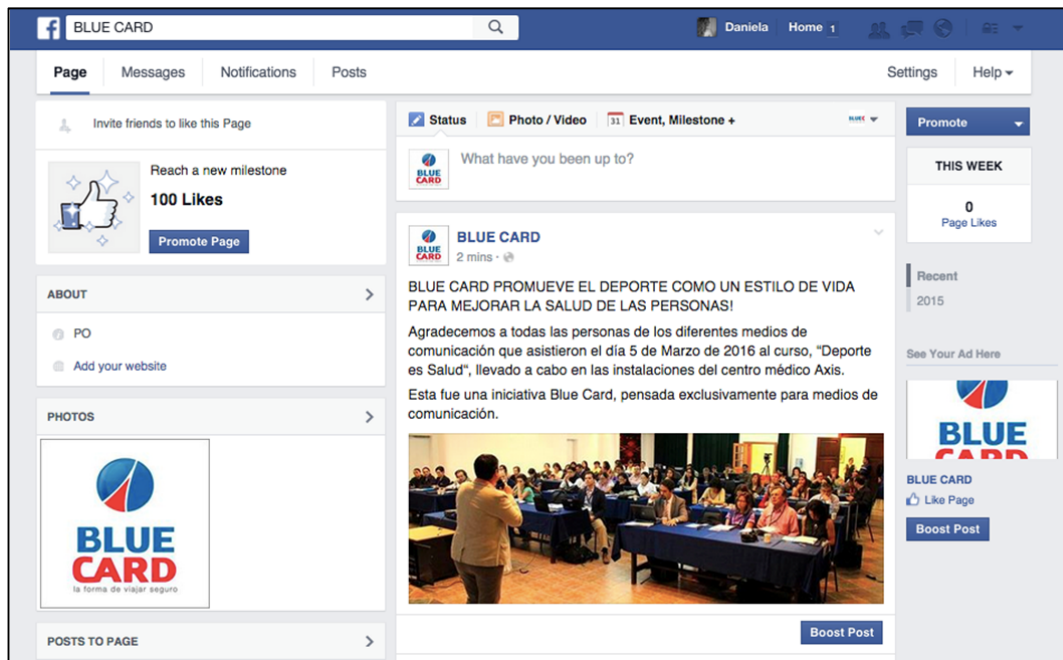 BLUE CARD
Daniela Home 1
Page Messages Notifications Posts Settings Help
Invite friends to like this Page
Reach a new milestone
100 Likes
Promote Page
ABOUT
PO
Add your website
PHOTOS
BLUE
CARD
la forma de viajar seguro
POSTS TO PAGE
Status Photo / Video 31 Event, Milestone +
BLUE
CARD
What have you been up to?
BLUE
CARD
BLUE CARD
2 mins ·
BLUE CARD PROMUEVE EL DEPORTE COMO UN ESTILO DE VIDA
PARA MEJORAR LA SALUD DE LAS PERSONAS!
Agradecemos a todas las personas de los diferentes medios de
comunicación que asistieron el día 5 de Marzo de 2016 al curso, "Deporte
es Salud", llevado a cabo en las instalaciones del centro médico Axis.
Esta fue una iniciativa Blue Card, pensada exclusivamente para medios de
comunicación.
Boost Post
Promote
THIS WEEK
0
Page Likes
Recent
2015
See Your Ad Here
BLUE
CARD
BLUE CARD
Like Page
Boost Post